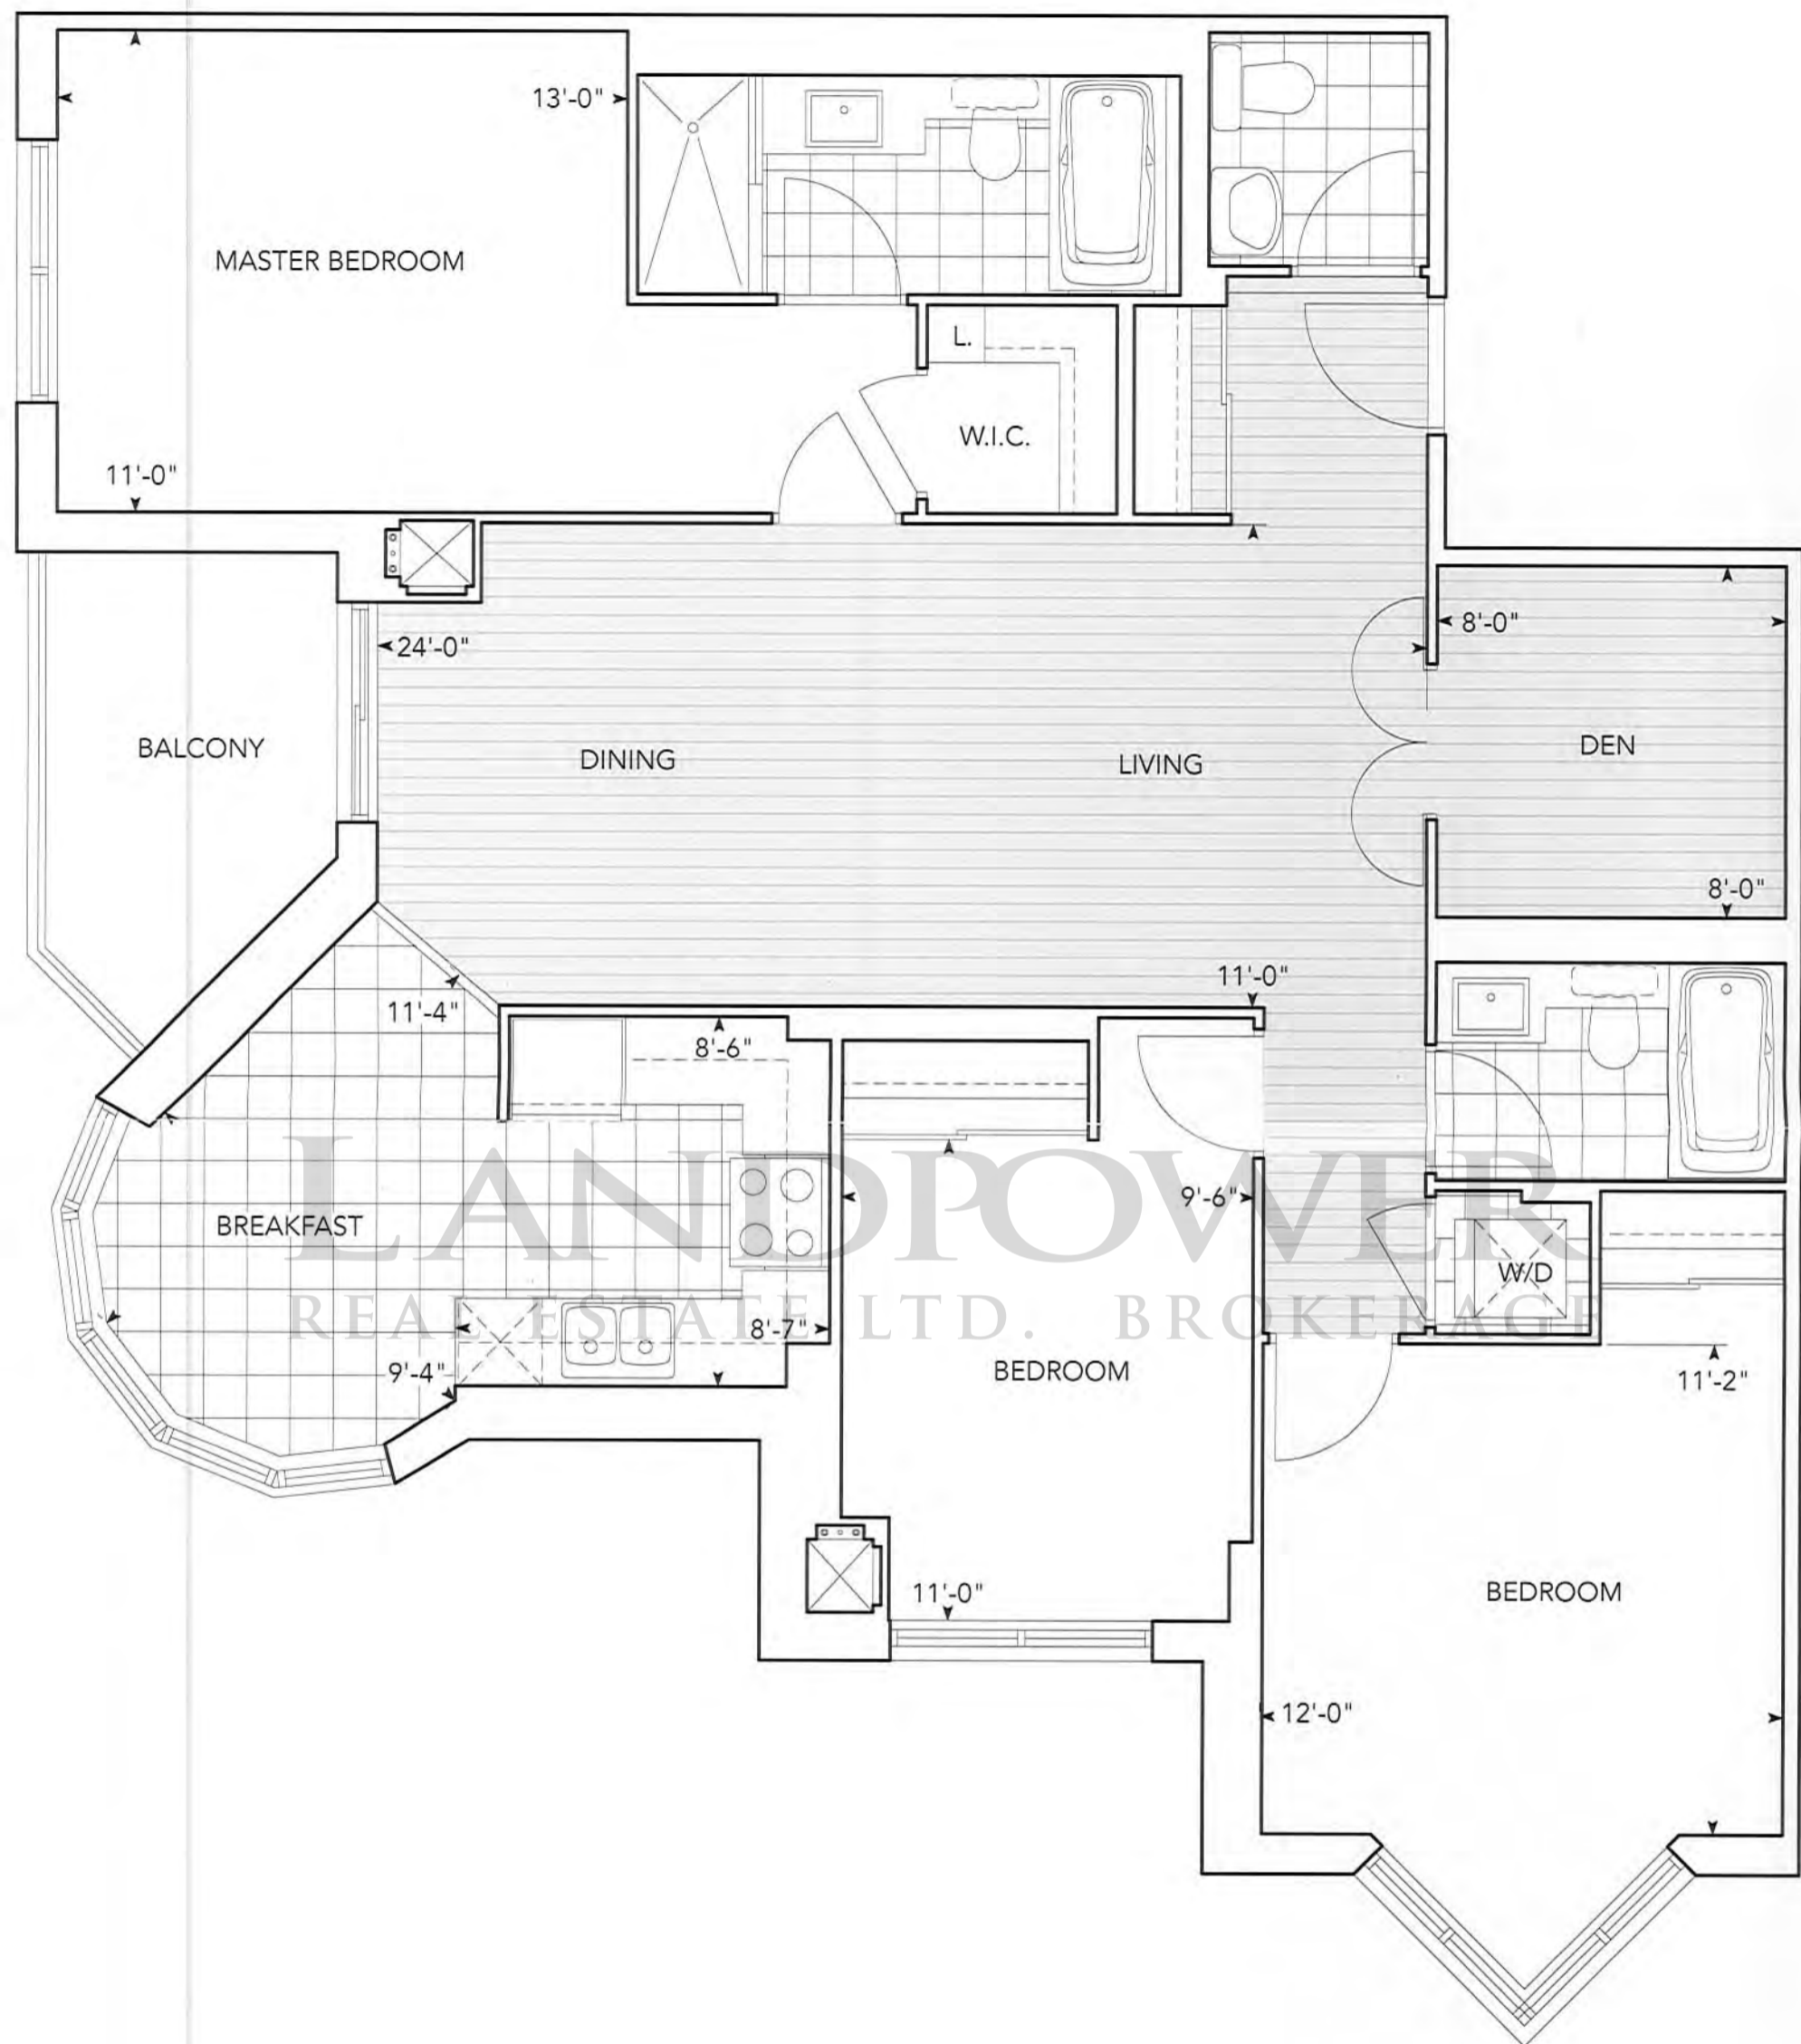 13'-0"
MASTER BEDROOM
L.
W.I.C.
11'-0"
8'-0"
24'-0"
BALCONY
DINING
LIVING
DEN
8'-0"
11'-0"
11'-4"
8'-6"
9'-6"
LANDPOWER
BREAKFAST
W/D
REAL ESTATE LTD. BROKERAGE
8'-7"
9'-4"
BEDROOM
11'-2"
11'-0"
BEDROOM
12'-0"